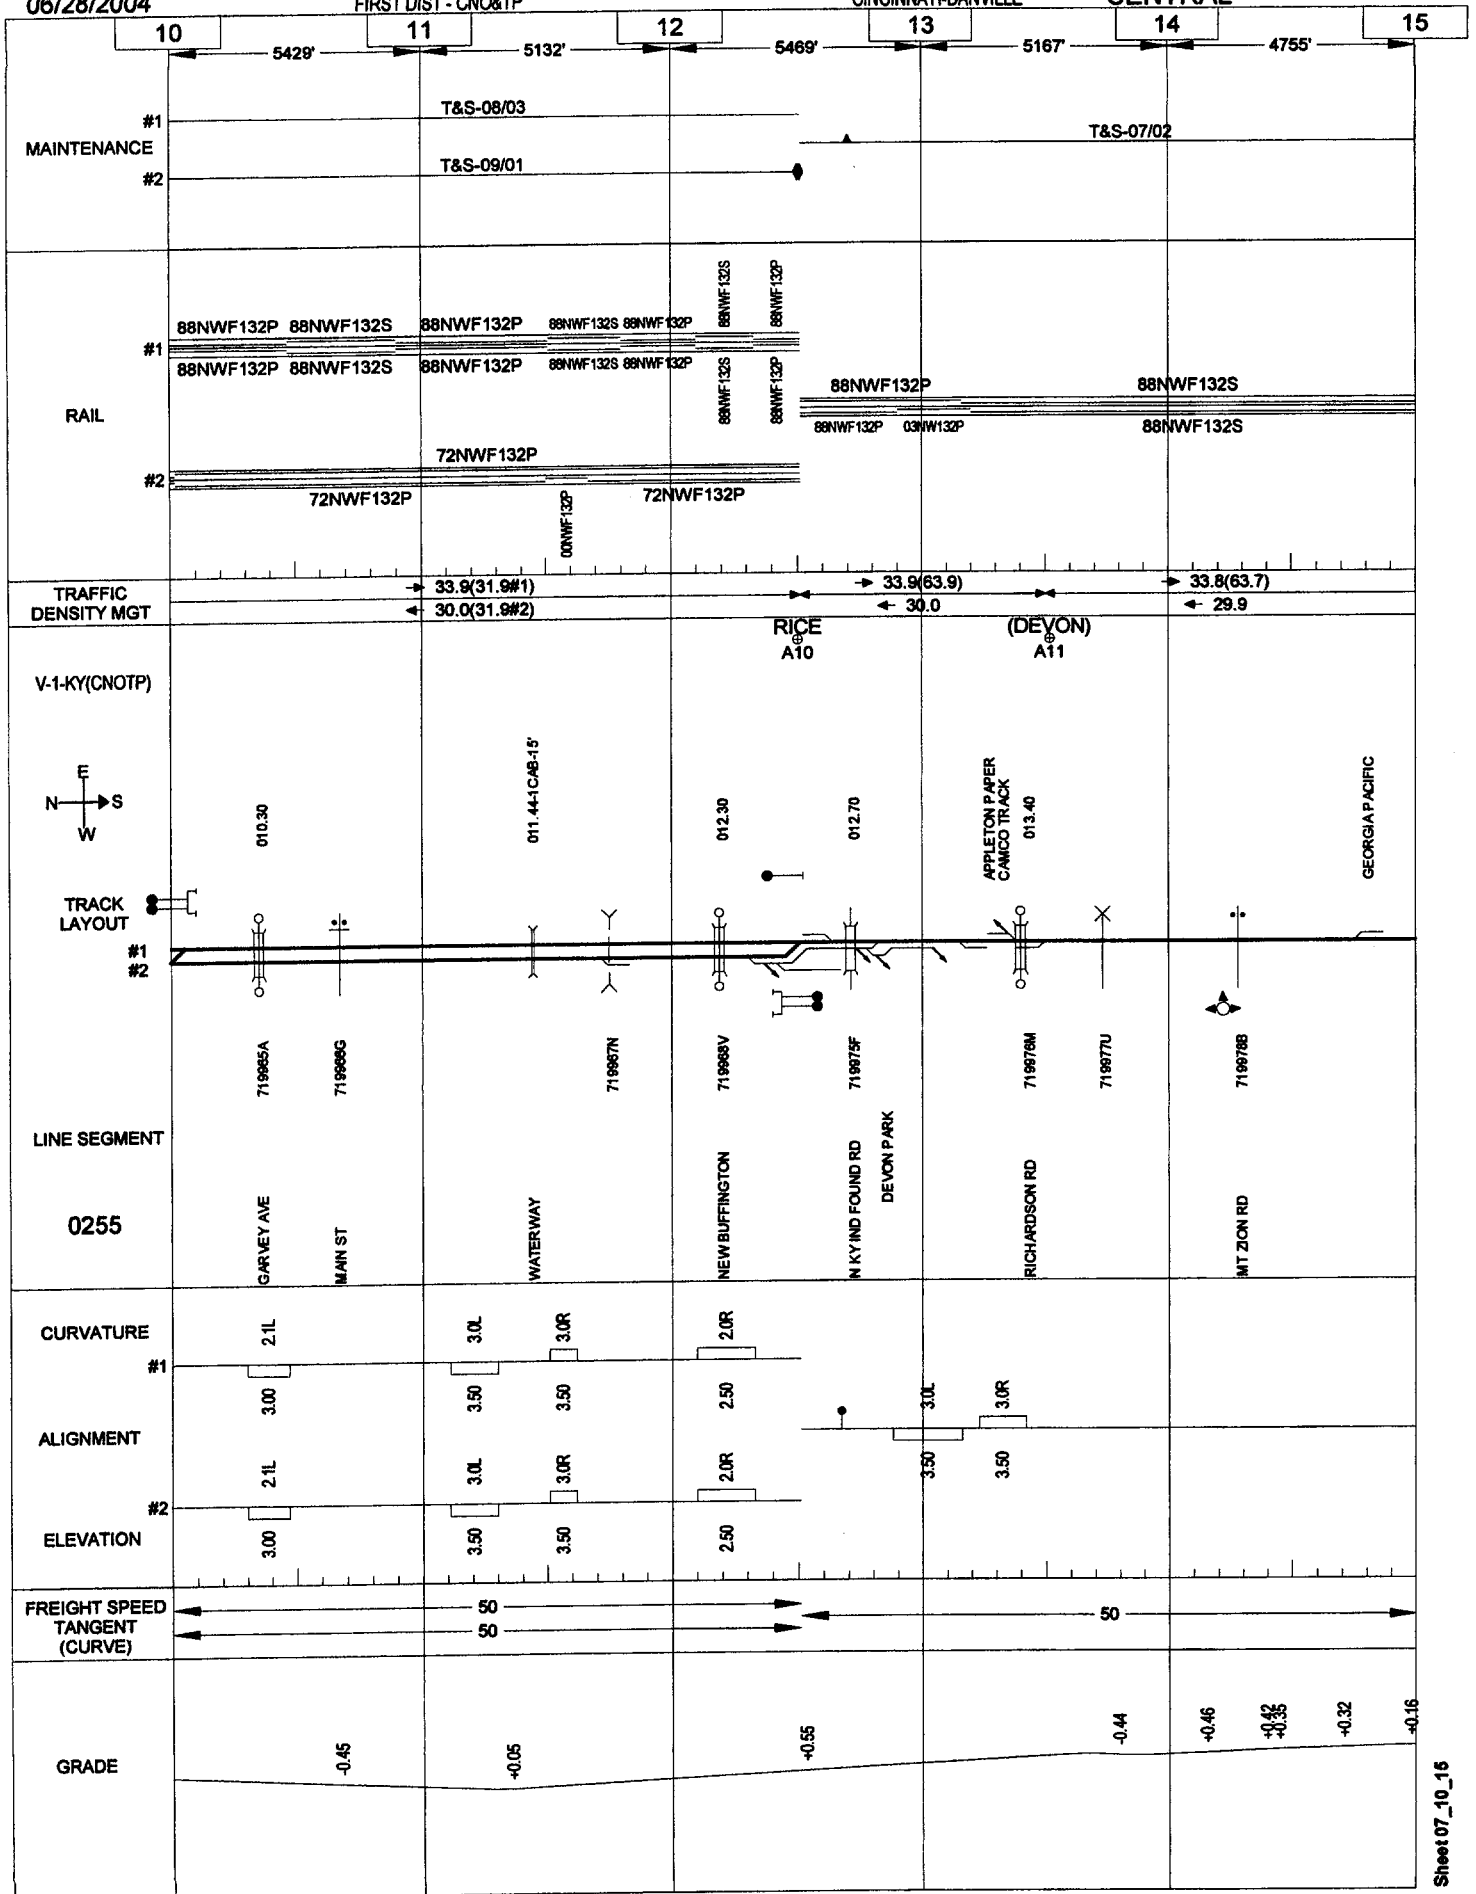 06/28/2004 FIRST DIST - CNO&TP CINCINNATI-DANVILLE CENTRAL
10 11 12 13 14 15
5429' 5132' 5469' 5167' 4755'
MAINTENANCE
#1 T&S-08/03
T&S-07/02
#2 T&S-09/01
RAIL
88NWF132S 88NWF132P
88NWF132P 88NWF132S 88NWF132P 88NWF132S 88NWF132P
#1
88NWF132P 88NWF132S 88NWF132P 88NWF132S 88NWF132P
88NWF132S 88NWF132P
88NWF132P 88NWF132S
88NWF132P 03NW132P 88NWF132S
72NWF132P
#2
72NWF132P 00NWF132P 72NWF132P
TRAFFIC
DENSITY MGT
33.9(31.9#1) 33.9(63.9) 33.8(63.7)
30.0(31.9#2) 30.0 29.9
RICE (DEVON)
A10 A11
V-1-KY(CNOTP)
E
N S
W
010.30
011.44-1CAB-15'
012.30
012.70
APPLETON PAPER
CAMCO TRACK
013.40
GEORGIA PACIFIC
TRACK
LAYOUT
#1
#2
719965A
719966G
719967N
719968V
719975F
719976M
719977U
719978B
LINE SEGMENT
0255
GARVEY AVE
MAIN ST
WATERWAY
NEW BUFFINGTON
N KY IND FOUND RD
DEVON PARK
RICHARDSON RD
MT ZION RD
CURVATURE
2.1L 3.0L 3.0R 2.0R
#1
3.00 3.50 3.50 2.50
3.0L 3.0R
3.50 3.50
ALIGNMENT
2.1L 3.0L 3.0R 2.0R
#2
3.00 3.50 3.50 2.50
ELEVATION
FREIGHT SPEED
TANGENT
(CURVE)
50
50
50
GRADE
-0.45 +0.05 +0.55 -0.44 +0.46 +0.42 +0.35 +0.32 +0.16
Sheet 07_10_15